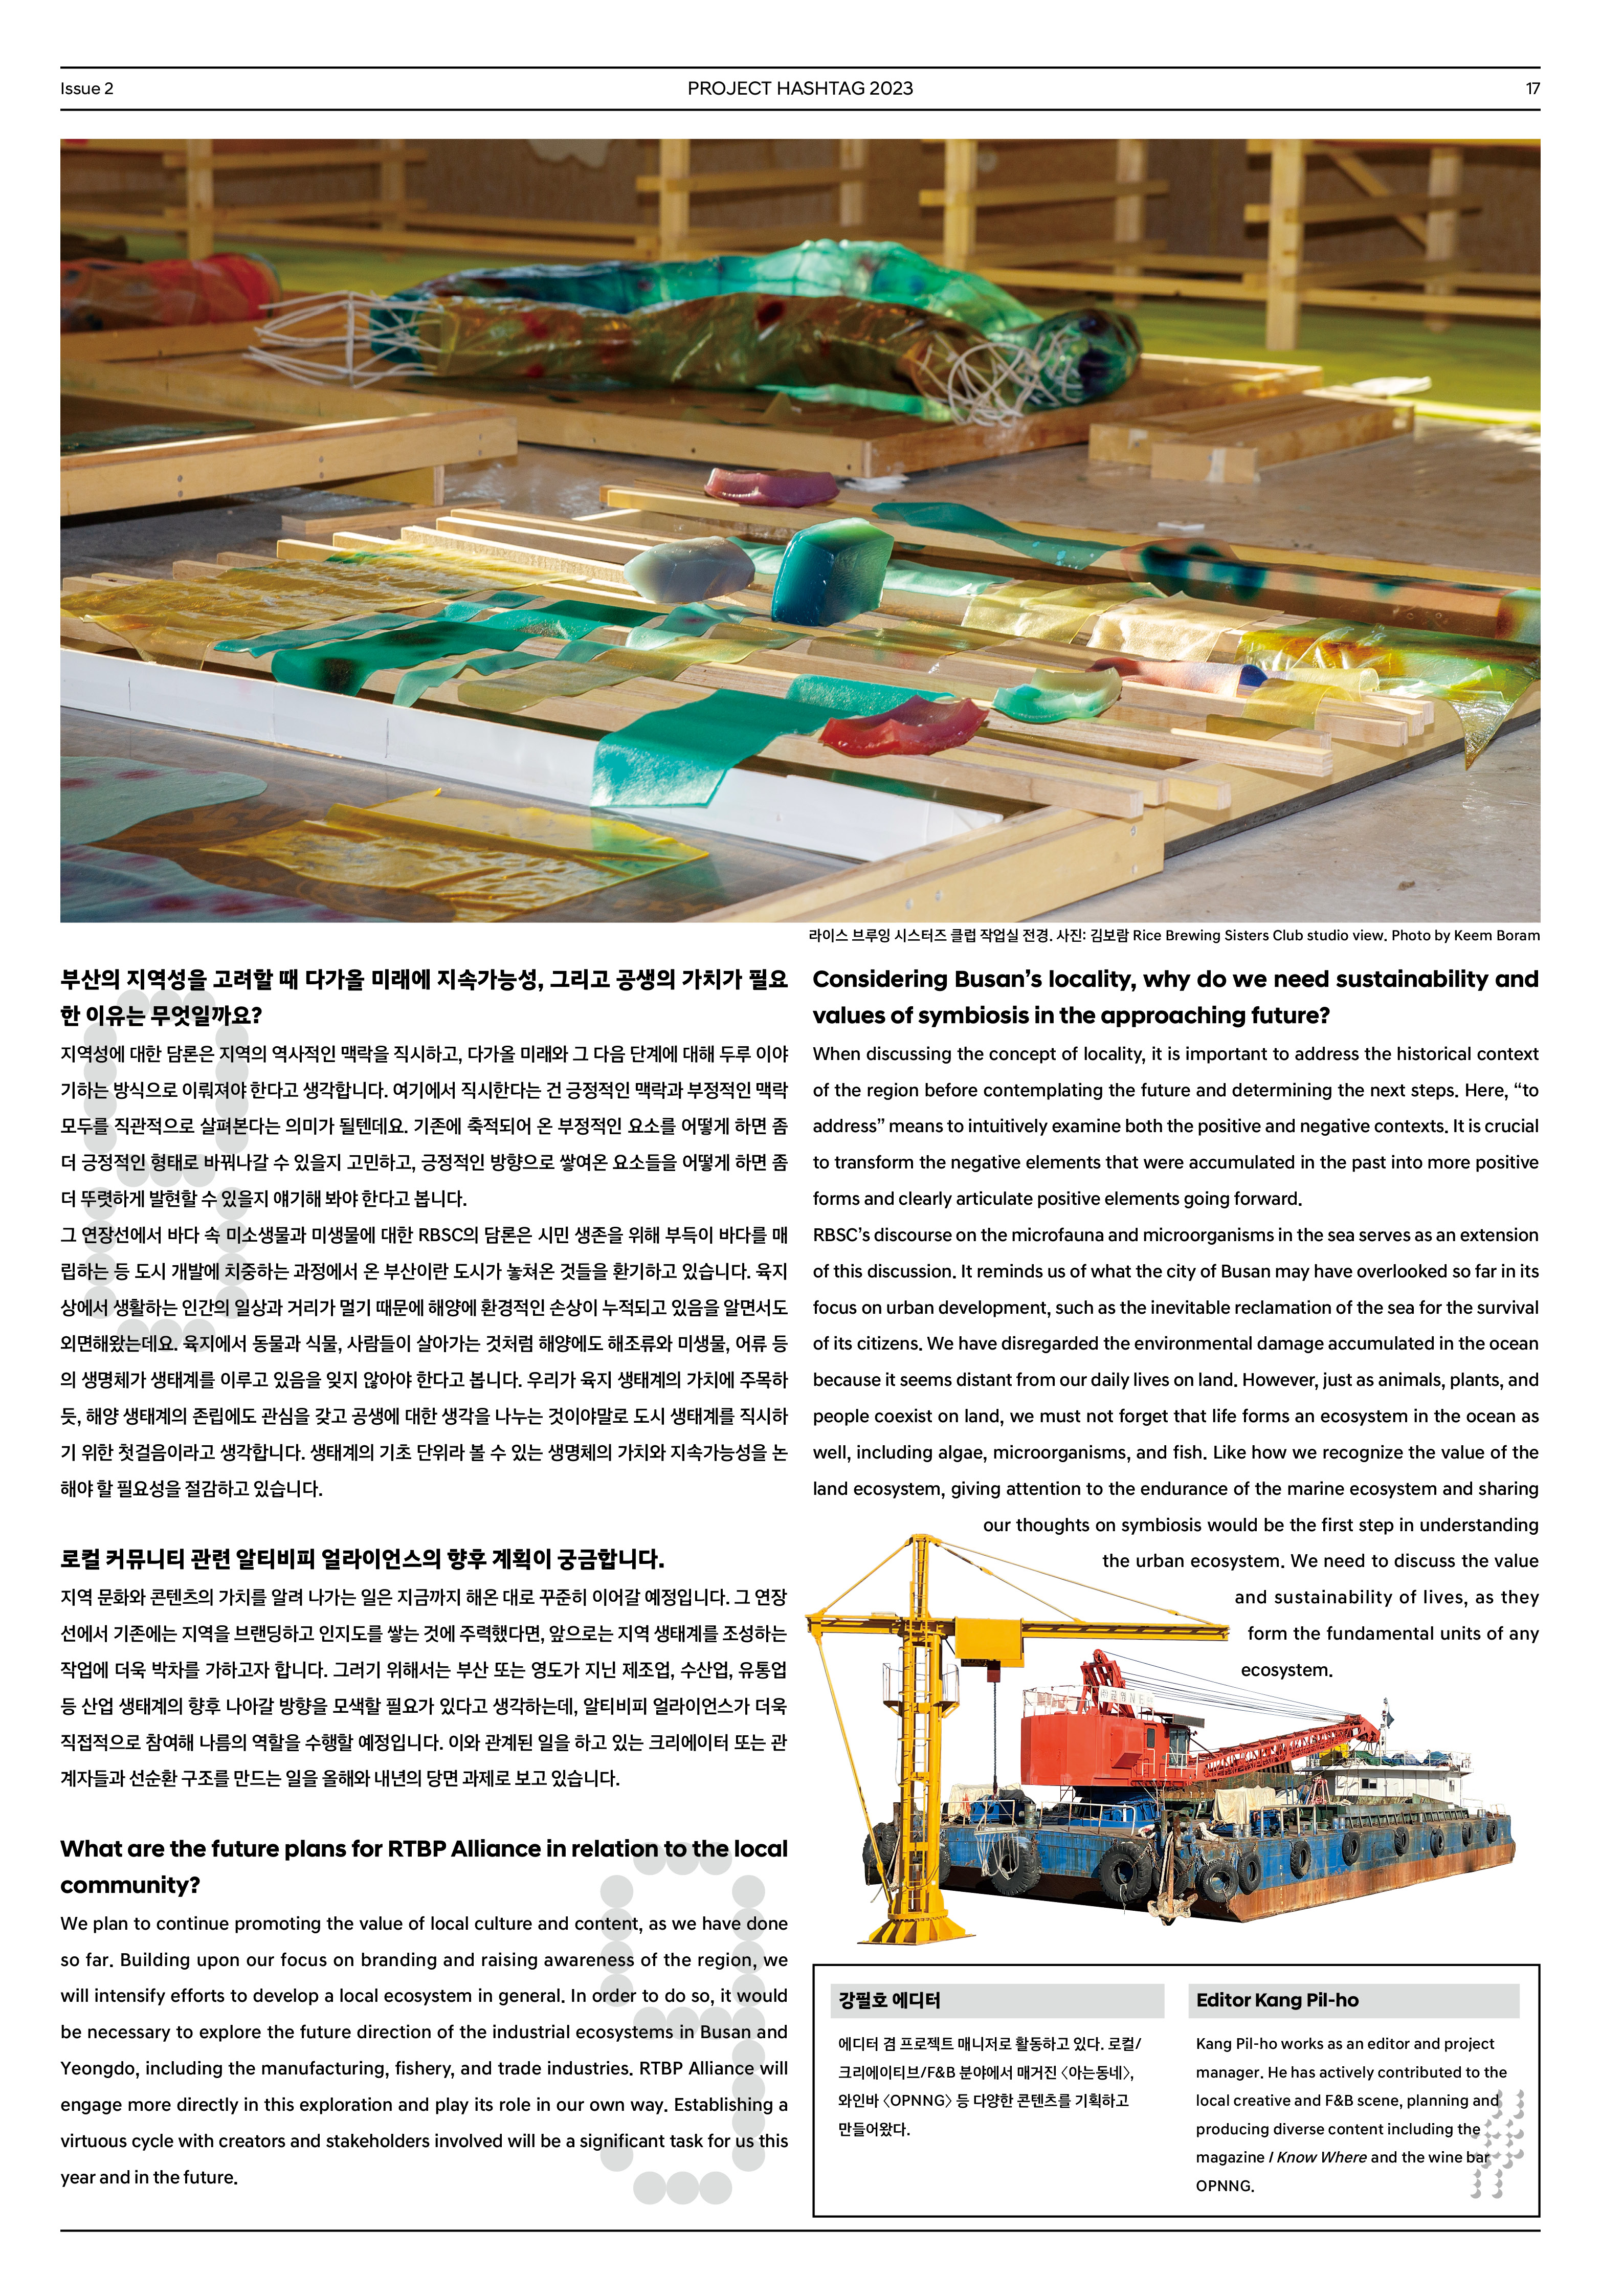 Issue 2
PROJECT HASHTAG 2023
17
라이스 브루잉 시스터즈 클럽 작업실 전경. 사진: 김보람 Rice Brewing Sisters Club studio view. Photo by Keem Boram
부산의 지역성을 고려할 때 다가올 미래에 지속가능성, 그리고 공생의 가치가 필요
한 이유는 무엇일까요?
지역성에 대한 담론은 지역의 역사적인 맥락을 직시하고, 다가올 미래와 그 다음 단계에 대해 두루 이야
기하는 방식으로 이뤄져야 한다고 생각합니다. 여기에서 직시한다는 건 긍정적인 맥락과 부정적인 맥락
모두를 직관적으로 살펴본다는 의미가 될텐데요. 기존에 축적되어 온 부정적인 요소를 어떻게 하면 좀
더 긍정적인 형태로 바꿔나갈 수 있을지 고민하고, 긍정적인 방향으로 쌓여온 요소들을 어떻게 하면 좀
더 뚜렷하게 발현할 수 있을지 얘기해 봐야 한다고 봅니다.
그 연장선에서 바다 속 미소생물과 미생물에 대한 RBSC의 담론은 시민 생존을 위해 부득이 바다를 매
립하는 등 도시 개발에 치중하는 과정에서 온 부산이란 도시가 놓쳐온 것들을 환기하고 있습니다. 육지
상에서 생활하는 인간의 일상과 거리가 멀기 때문에 해양에 환경적인 손상이 누적되고 있음을 알면서도
외면해왔는데요. 육지에서 동물과 식물, 사람들이 살아가는 것처럼 해양에도 해조류와 미생물, 어류 등
의 생명체가 생태계를 이루고 있음을 잊지 않아야 한다고 봅니다. 우리가 육지 생태계의 가치에 주목하
듯, 해양 생태계의 존립에도 관심을 갖고 공생에 대한 생각을 나누는 것이야말로 도시 생태계를 직시하
기 위한 첫걸음이라고 생각합니다. 생태계의 기초 단위라 볼 수 있는 생명체의 가치와 지속가능성을 논
해야 할 필요성을 절감하고 있습니다.
로컬 커뮤니티 관련 알티비피 얼라이언스의 향후 계획이 궁금합니다.
지역 문화와 콘텐츠의 가치를 알려 나가는 일은 지금까지 해온 대로 꾸준히 이어갈 예정입니다. 그 연장
선에서 기존에는 지역을 브랜딩하고 인지도를 쌓는 것에 주력했다면, 앞으로는 지역 생태계를 조성하는
작업에 더욱 박차를 가하고자 합니다. 그러기 위해서는 부산 또는 영도가 지닌 제조업, 수산업, 유통업
등 산업 생태계의 향후 나아갈 방향을 모색할 필요가 있다고 생각하는데, 알티비피 얼라이언스가 더욱
직접적으로 참여해 나름의 역할을 수행할 예정입니다. 이와 관계된 일을 하고 있는 크리에이터 또는 관
계자들과 선순환 구조를 만드는 일을 올해와 내년의 당면 과제로 보고 있습니다.
What are the future plans for RTBP Alliance in relation to the local
community?
We plan to continue promoting the value of local culture and content, as we have done
so far. Building upon our focus on branding and raising awareness of the region, we
will intensify efforts to develop a local ecosystem in general. In order to do so, it would
be necessary to explore the future direction of the industrial ecosystems in Busan and
Yeongdo, including the manufacturing, fishery, and trade industries. RTBP Alliance will
engage more directly in this exploration and play its role in our own way. Establishing a
virtuous cycle with creators and stakeholders involved will be a significant task for us this
year and in the future.
Considering Busan's locality, why do we need sustainability and
values of symbiosis in the approaching future?
When discussing the concept of locality, it is important to address the historical context
of the region before contemplating the future and determining the next steps. Here, “to
address” means to intuitively examine both the positive and negative contexts. It is crucial
to transform the negative elements that were accumulated in the past into more positive
forms and clearly articulate positive elements going forward.
RBSC's discourse on the microfauna and microorganisms in the sea serves as an extension
of this discussion. It reminds us of what the city of Busan may have overlooked so far in its
focus on urban development, such as the inevitable reclamation of the sea for the survival
of its citizens. We have disregarded the environmental damage accumulated in the ocean
because it seems distant from our daily lives on land. However, just as animals, plants, and
people coexist on land, we must not forget that life forms an ecosystem in the ocean as
well, including algae, microorganisms, and fish. Like how we recognize the value of the
land ecosystem, giving attention to the endurance of the marine ecosystem and sharing
our thoughts on symbiosis would be the first step in understanding
the urban ecosystem. We need to discuss the value
and sustainability of lives, as they
form the fundamental units of any
ecosystem.
강필호 에디터
에디터 겸 프로젝트 매니저로 활동하고 있다. 로컬/
크리에이티브/F&B 분야에서 매거진 〈아는동네〉,
와인바 〈OPNNG〉 등 다양한 콘텐츠를 기획하고
만들어왔다.
Editor Kang Pil-ho
Kang Pil-ho works as an editor and project
manager. He has actively contributed to the
local creative and F&B scene, planning and
producing diverse content including the
magazine I Know Where and the wine bar
OPNNG.